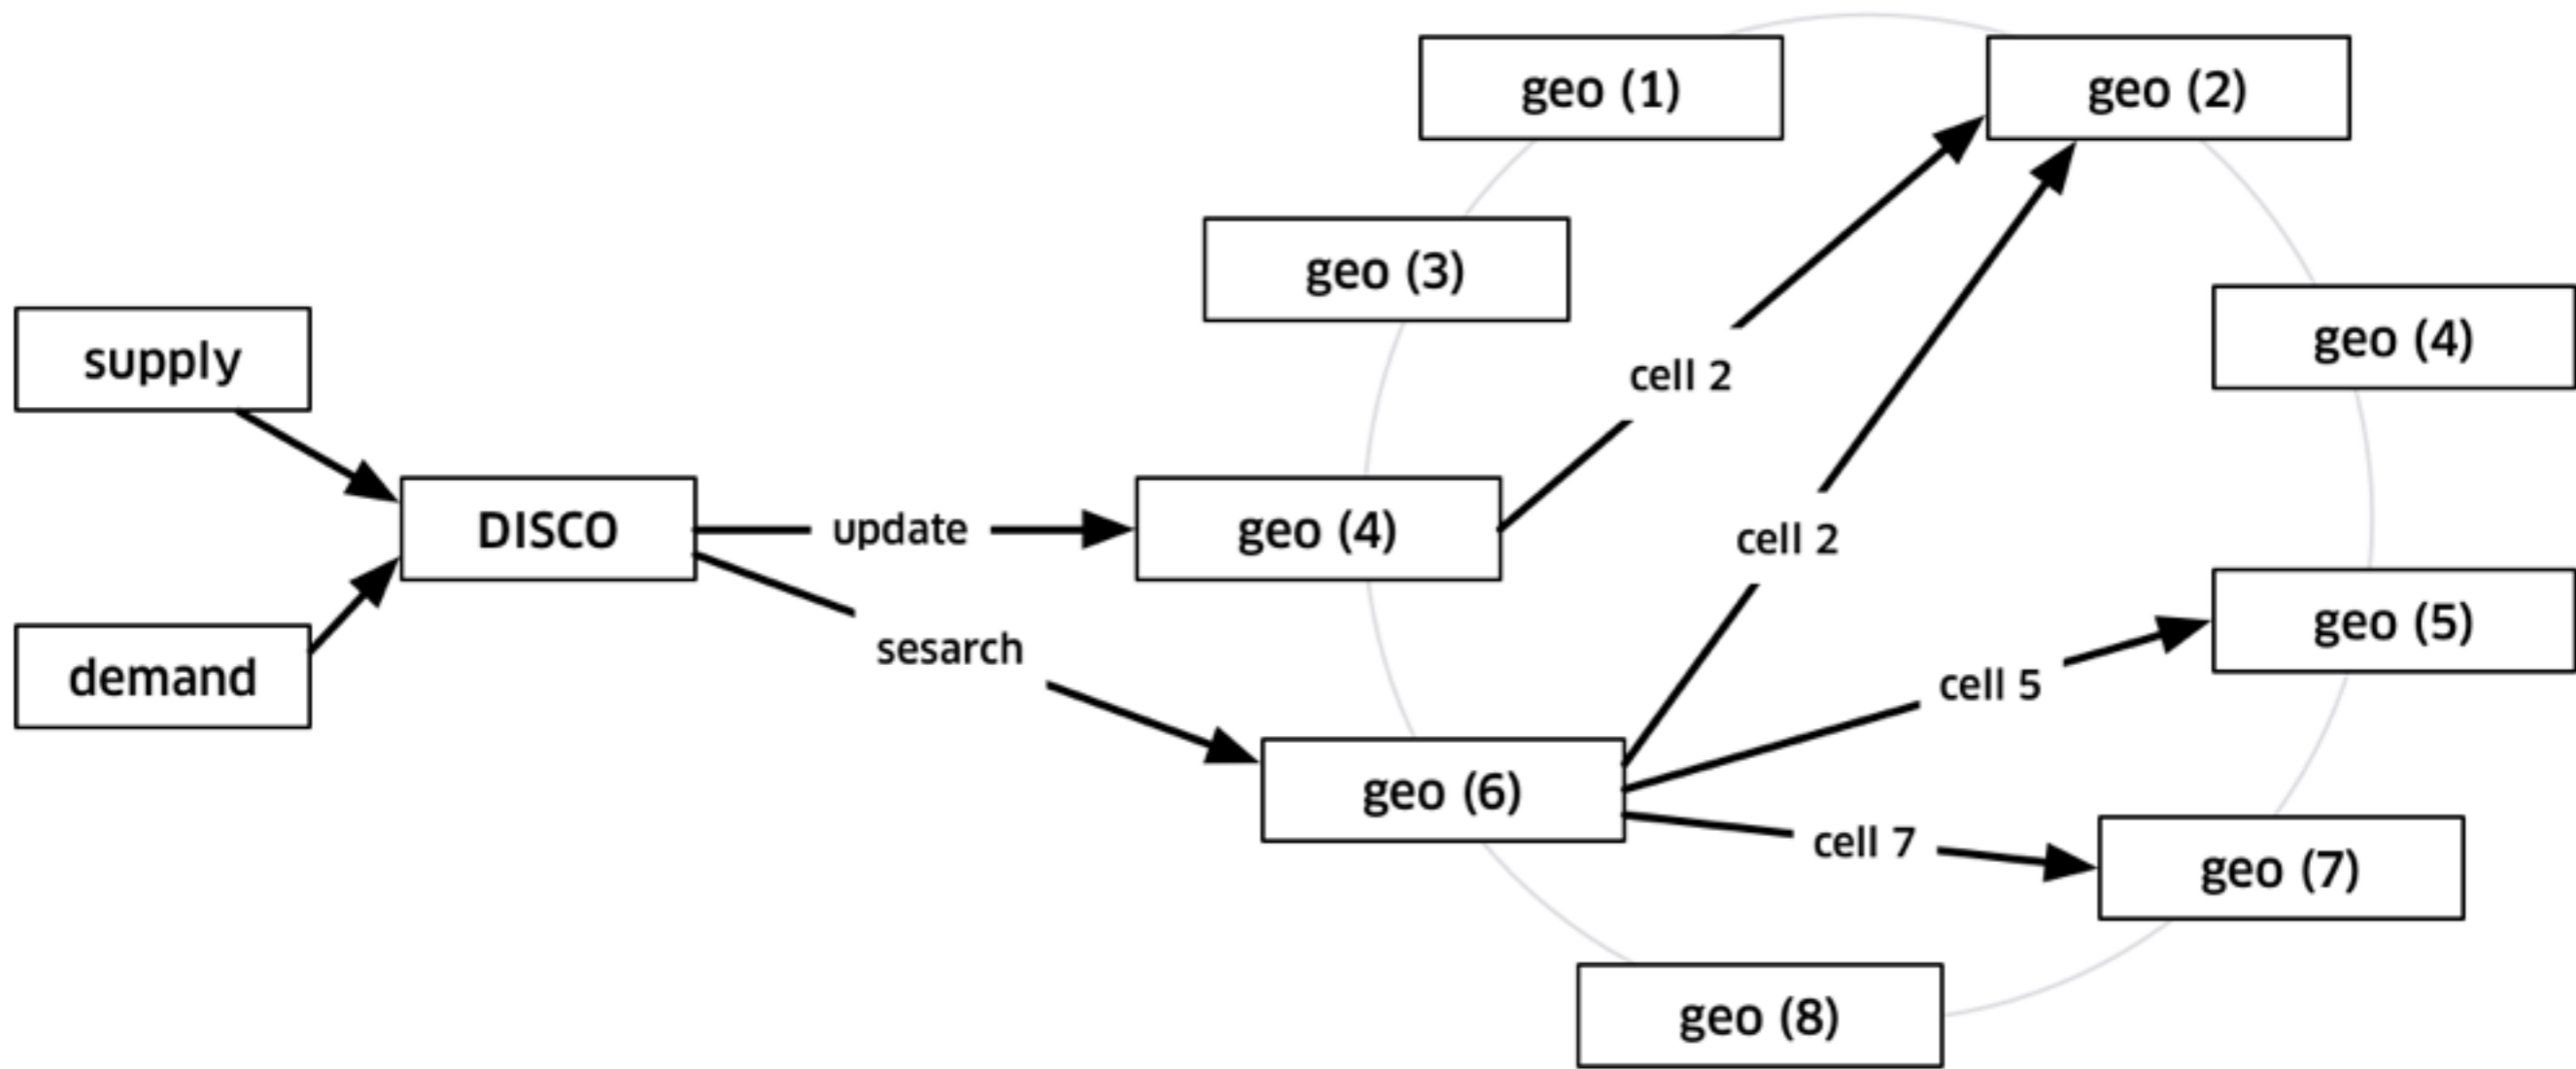 geo (1)
geo (2)
geo (3)
geo (4)
supply
cell 2
DISCO
update
geo (4)
cell 2
sesarch
demand
geo (5)
cell 5
geo (6)
cell 7
geo (7)
geo (8)